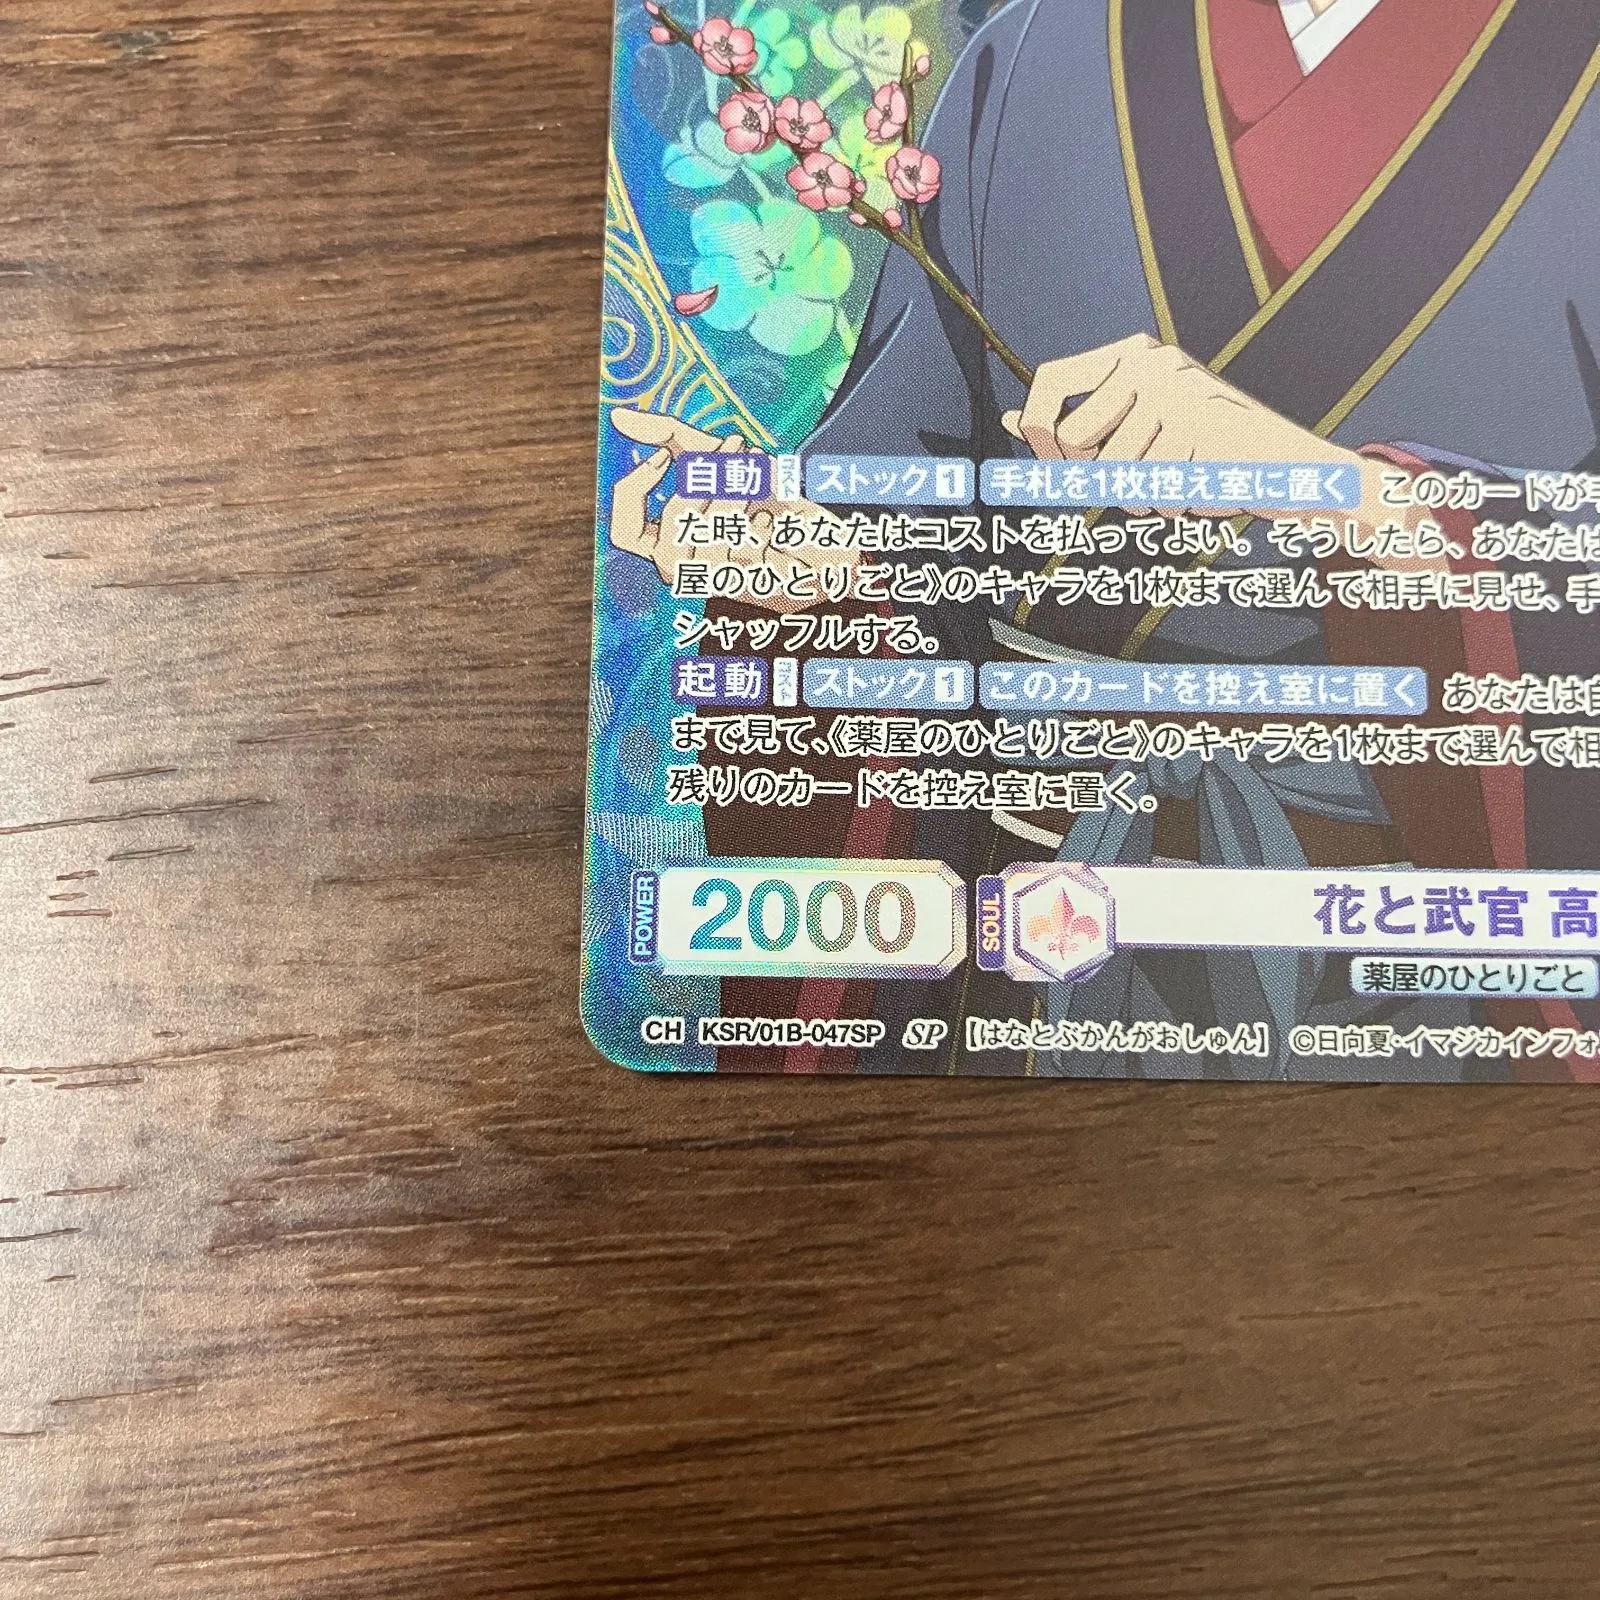 自動 コスト ストック1 手札を1枚控え室に置く このカードが
た時、あなたはコストを払ってよい。そうしたら、あなたは
屋のひとりごと》のキャラを1枚まで選んで相手に見せ、手
シャッフルする。
起動 コスト ストック1 このカードを控え室に置く あなたは自
まで見て、《薬屋のひとりごと》のキャラを1枚まで選んで相
残りのカードを控え室に置く。
POWER 2000 SOUL 花と武官 高
薬屋のひとりごと
CH KSR/01B-047SP SP 【はなとぶかんがおしゅん】 ©日向夏・イマジカインフォ